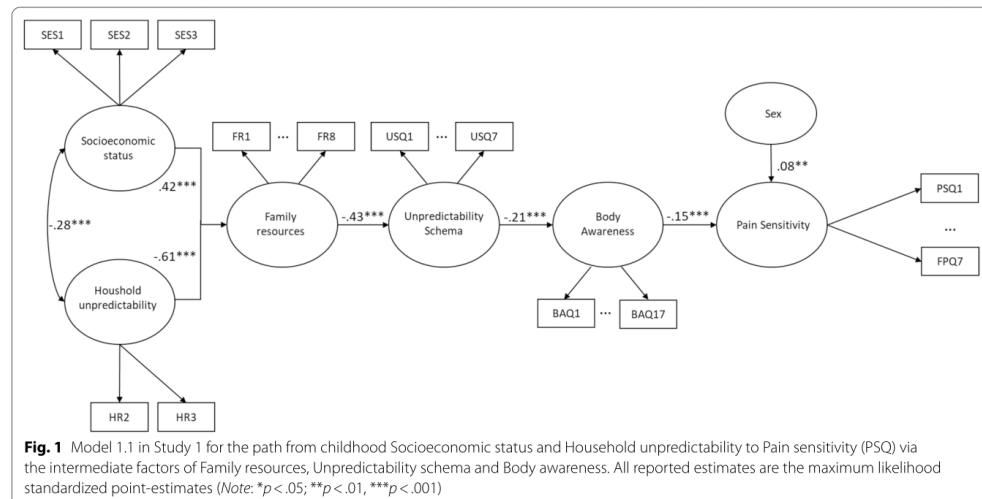 SES1 SES2 SES3
Socioeconomic
status
.42***
-.28***
-.61***
Houshold
unpredictability
HR2 HR3
FR1 ... FR8
Family
resources
-.43***
USQ1 ... USQ7
Unpredictability
Schema
-.21***
Body
Awareness
BAQ1 ... BAQ17
-.15***
Sex
.08**
Pain Sensitivity
PSQ1
...
FPQ7
Fig. 1 Model 1.1 in Study 1 for the path from childhood Socioeconomic status and Household unpredictability to Pain sensitivity (PSQ) via
the intermediate factors of Family resources, Unpredictability schema and Body awareness. All reported estimates are the maximum likelihood
standardized point-estimates (Note: *p < .05; **p < .01, ***p < .001)